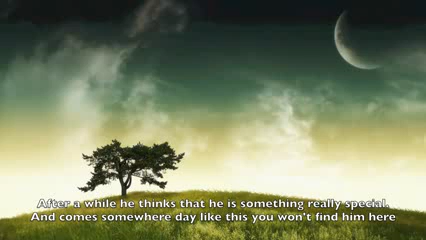 After a while he thinks that he is something really special.
And comes somewhere day like this you won't find him here